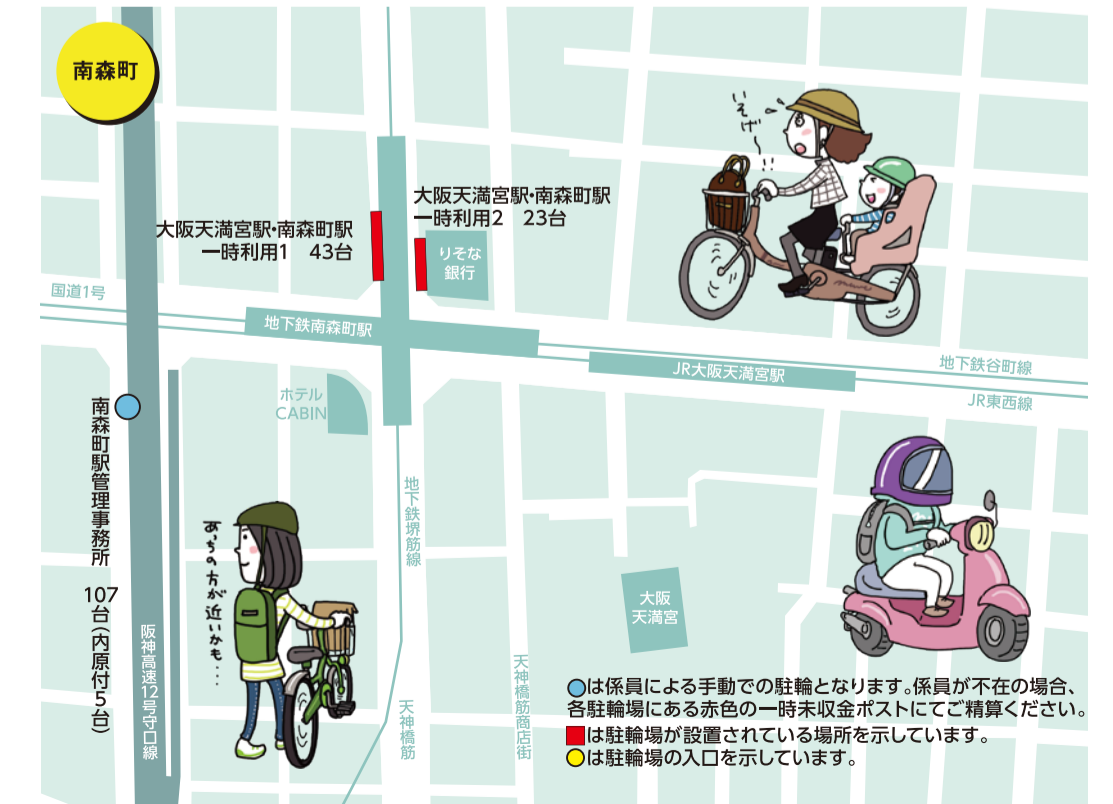 南森町
いそげ〜!!
大阪天満宮駅・南森町駅
一時利用2　23台
大阪天満宮駅・南森町駅
一時利用1　43台
りそな
銀行
国道1号
地下鉄南森町駅
JR大阪天満宮駅
地下鉄谷町線
JR東西線
ホテル
CABIN
南森町駅管理事務所　107台（内原付5台）
地下鉄堺筋線
あっちの方が近いかも...
大阪
天満宮
阪神高速12号守口線
天神橋筋
天神橋筋商店街
は係員による手動での駐輪となります。係員が不在の場合、
各駐輪場にある赤色の一時未収金ポストにてご精算ください。
は駐輪場が設置されている場所を示しています。
は駐輪場の入口を示しています。